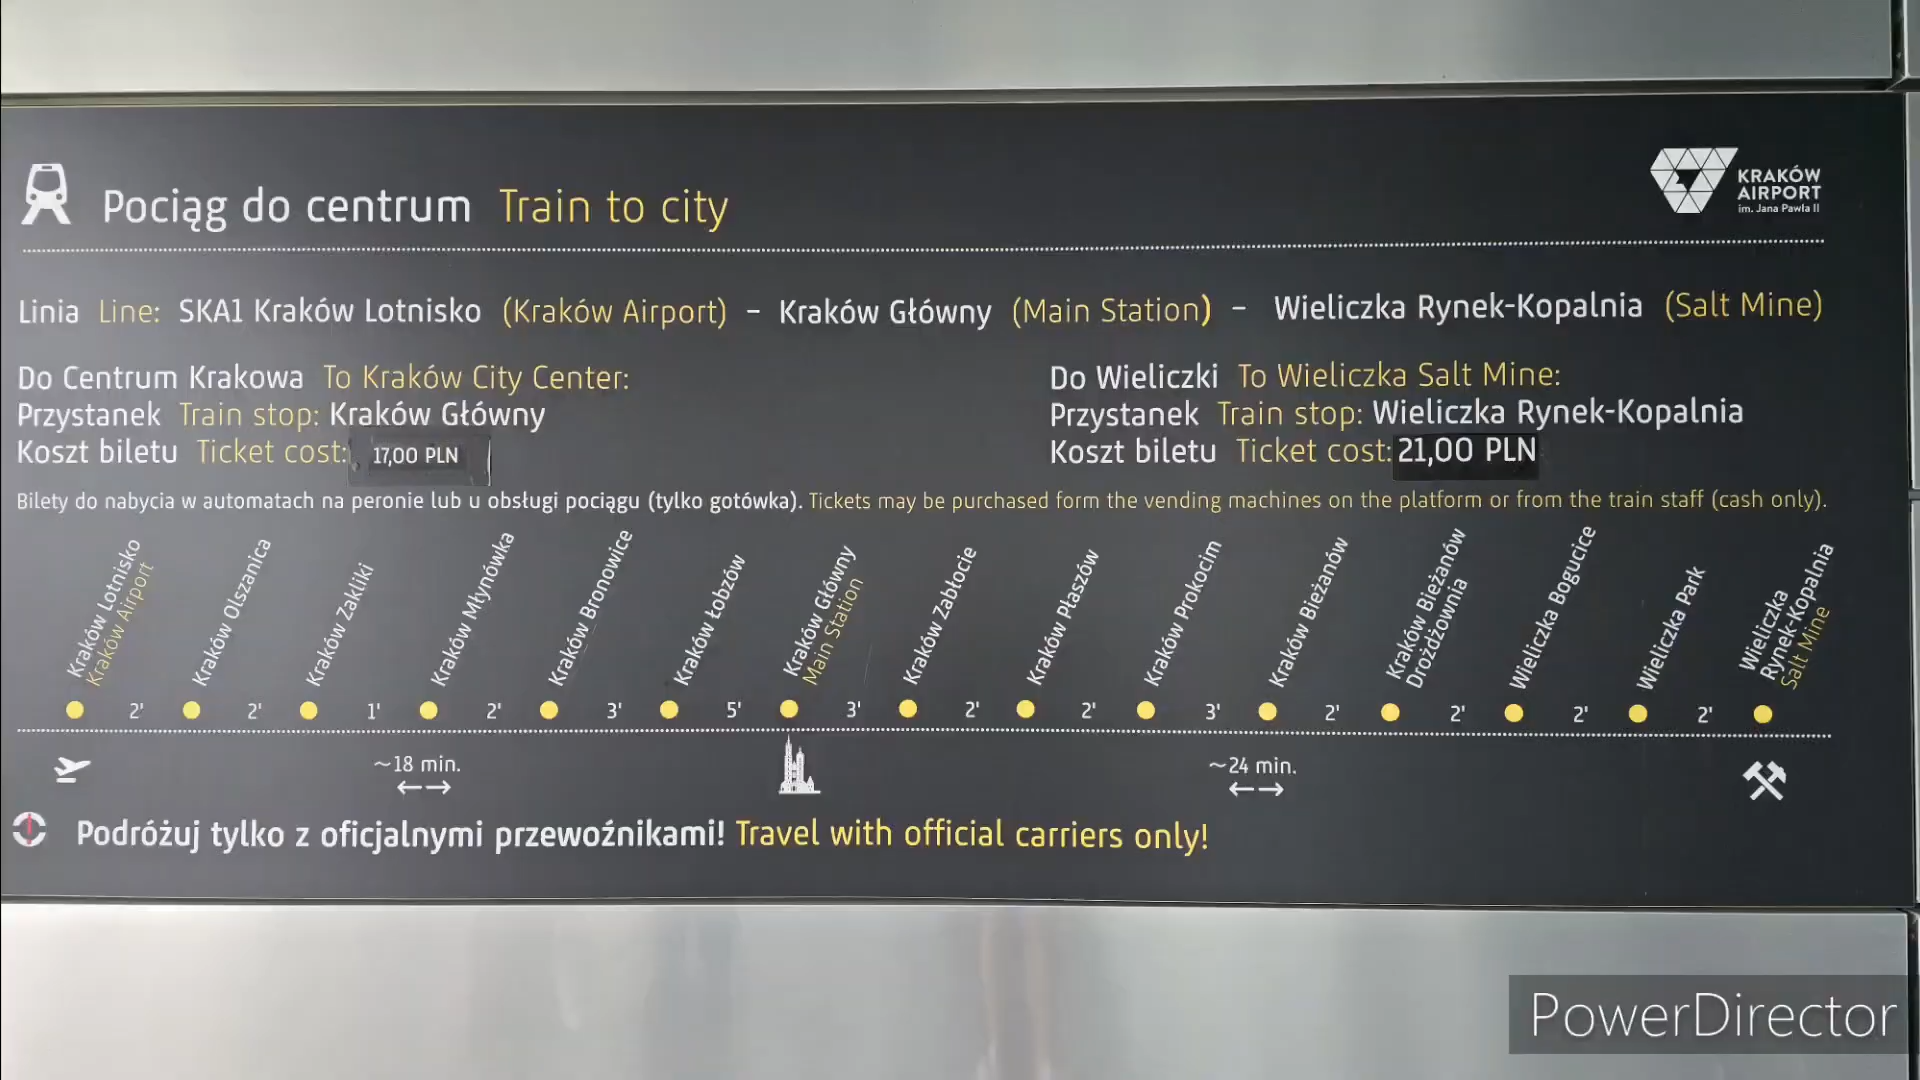 Pociąg do centrum Train to city
KRAKÓW
AIRPORT
im. Jana Pawła II
Linia Line: SKA1 Kraków Lotnisko (Kraków Airport) – Kraków Główny (Main Station) – Wieliczka Rynek-Kopalnia (Salt Mine)
Do Centrum Krakowa To Kraków City Center:
Przystanek Train stop: Kraków Główny
Koszt biletu Ticket cost: 17,00 PLN
Do Wieliczki To Wieliczka Salt Mine:
Przystanek Train stop: Wieliczka Rynek-Kopalnia
Koszt biletu Ticket cost: 21,00 PLN
Bilety do nabycia w automatach na peronie lub u obsługi pociągu (tylko gotówka). Tickets may be purchased form the vending machines on the platform or from the train staff (cash only).
Kraków Lotnisko
Kraków Airport
Kraków Olszanica
Kraków Zakliki
Kraków Młynówka
Kraków Bronowice
Kraków Łobzów
Kraków Główny
Main Station
Kraków Zabłocie
Kraków Płaszów
Kraków Prokocim
Kraków Bieżanów
Kraków Bieżanów
Drożdżownia
Wieliczka Bogucice
Wieliczka Park
Wieliczka
Rynek-Kopalnia
Salt Mine
2' 2' 1' 2' 3' 5' 3' 2' 2' 3' 2' 2' 2' 2'
~18 min. ~24 min.
Podróżuj tylko z oficjalnymi przewoźnikami! Travel with official carriers only!
PowerDirector